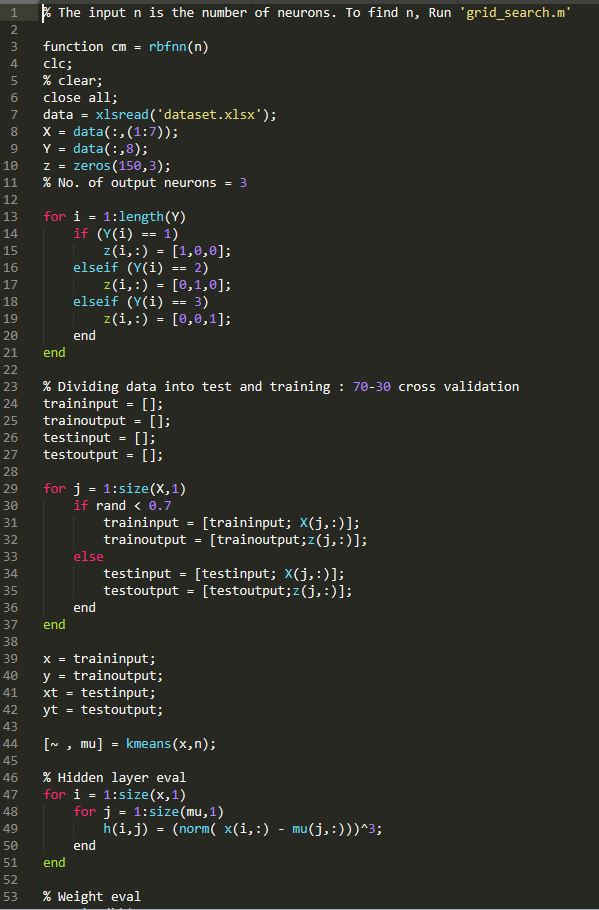 1 % The input n is the number of neurons. To find n, Run 'grid_search.m'
2
3 function cm = rbfnn(n)
4 clc;
5 % clear;
6 close all;
7 data = xlsread('dataset.xlsx');
8 X = data(:,(1:7));
9 Y = data(:,8);
10 z = zeros(150,3);
11 % No. of output neurons = 3
12
13 for i = 1:length(Y)
14     if (Y(i) == 1)
15         z(i,:) = [1,0,0];
16     elseif (Y(i) == 2)
17         z(i,:) = [0,1,0];
18     elseif (Y(i) == 3)
19         z(i,:) = [0,0,1];
20     end
21 end
22
23 % Dividing data into test and training : 70-30 cross validation
24 traininput = [];
25 trainoutput = [];
26 testinput = [];
27 testoutput = [];
28
29 for j = 1:size(X,1)
30     if rand < 0.7
31         traininput = [traininput; X(j,:)];
32         trainoutput = [trainoutput;z(j,:)];
33     else
34         testinput = [testinput; X(j,:)];
35         testoutput = [testoutput;z(j,:)];
36     end
37 end
38
39 x = traininput;
40 y = trainoutput;
41 xt = testinput;
42 yt = testoutput;
43
44 [~ , mu] = kmeans(x,n);
45
46 % Hidden layer eval
47 for i = 1:size(x,1)
48     for j = 1:size(mu,1)
49         h(i,j) = (norm( x(i,:) - mu(j,:)))^3;
50     end
51 end
52
53 % Weight eval